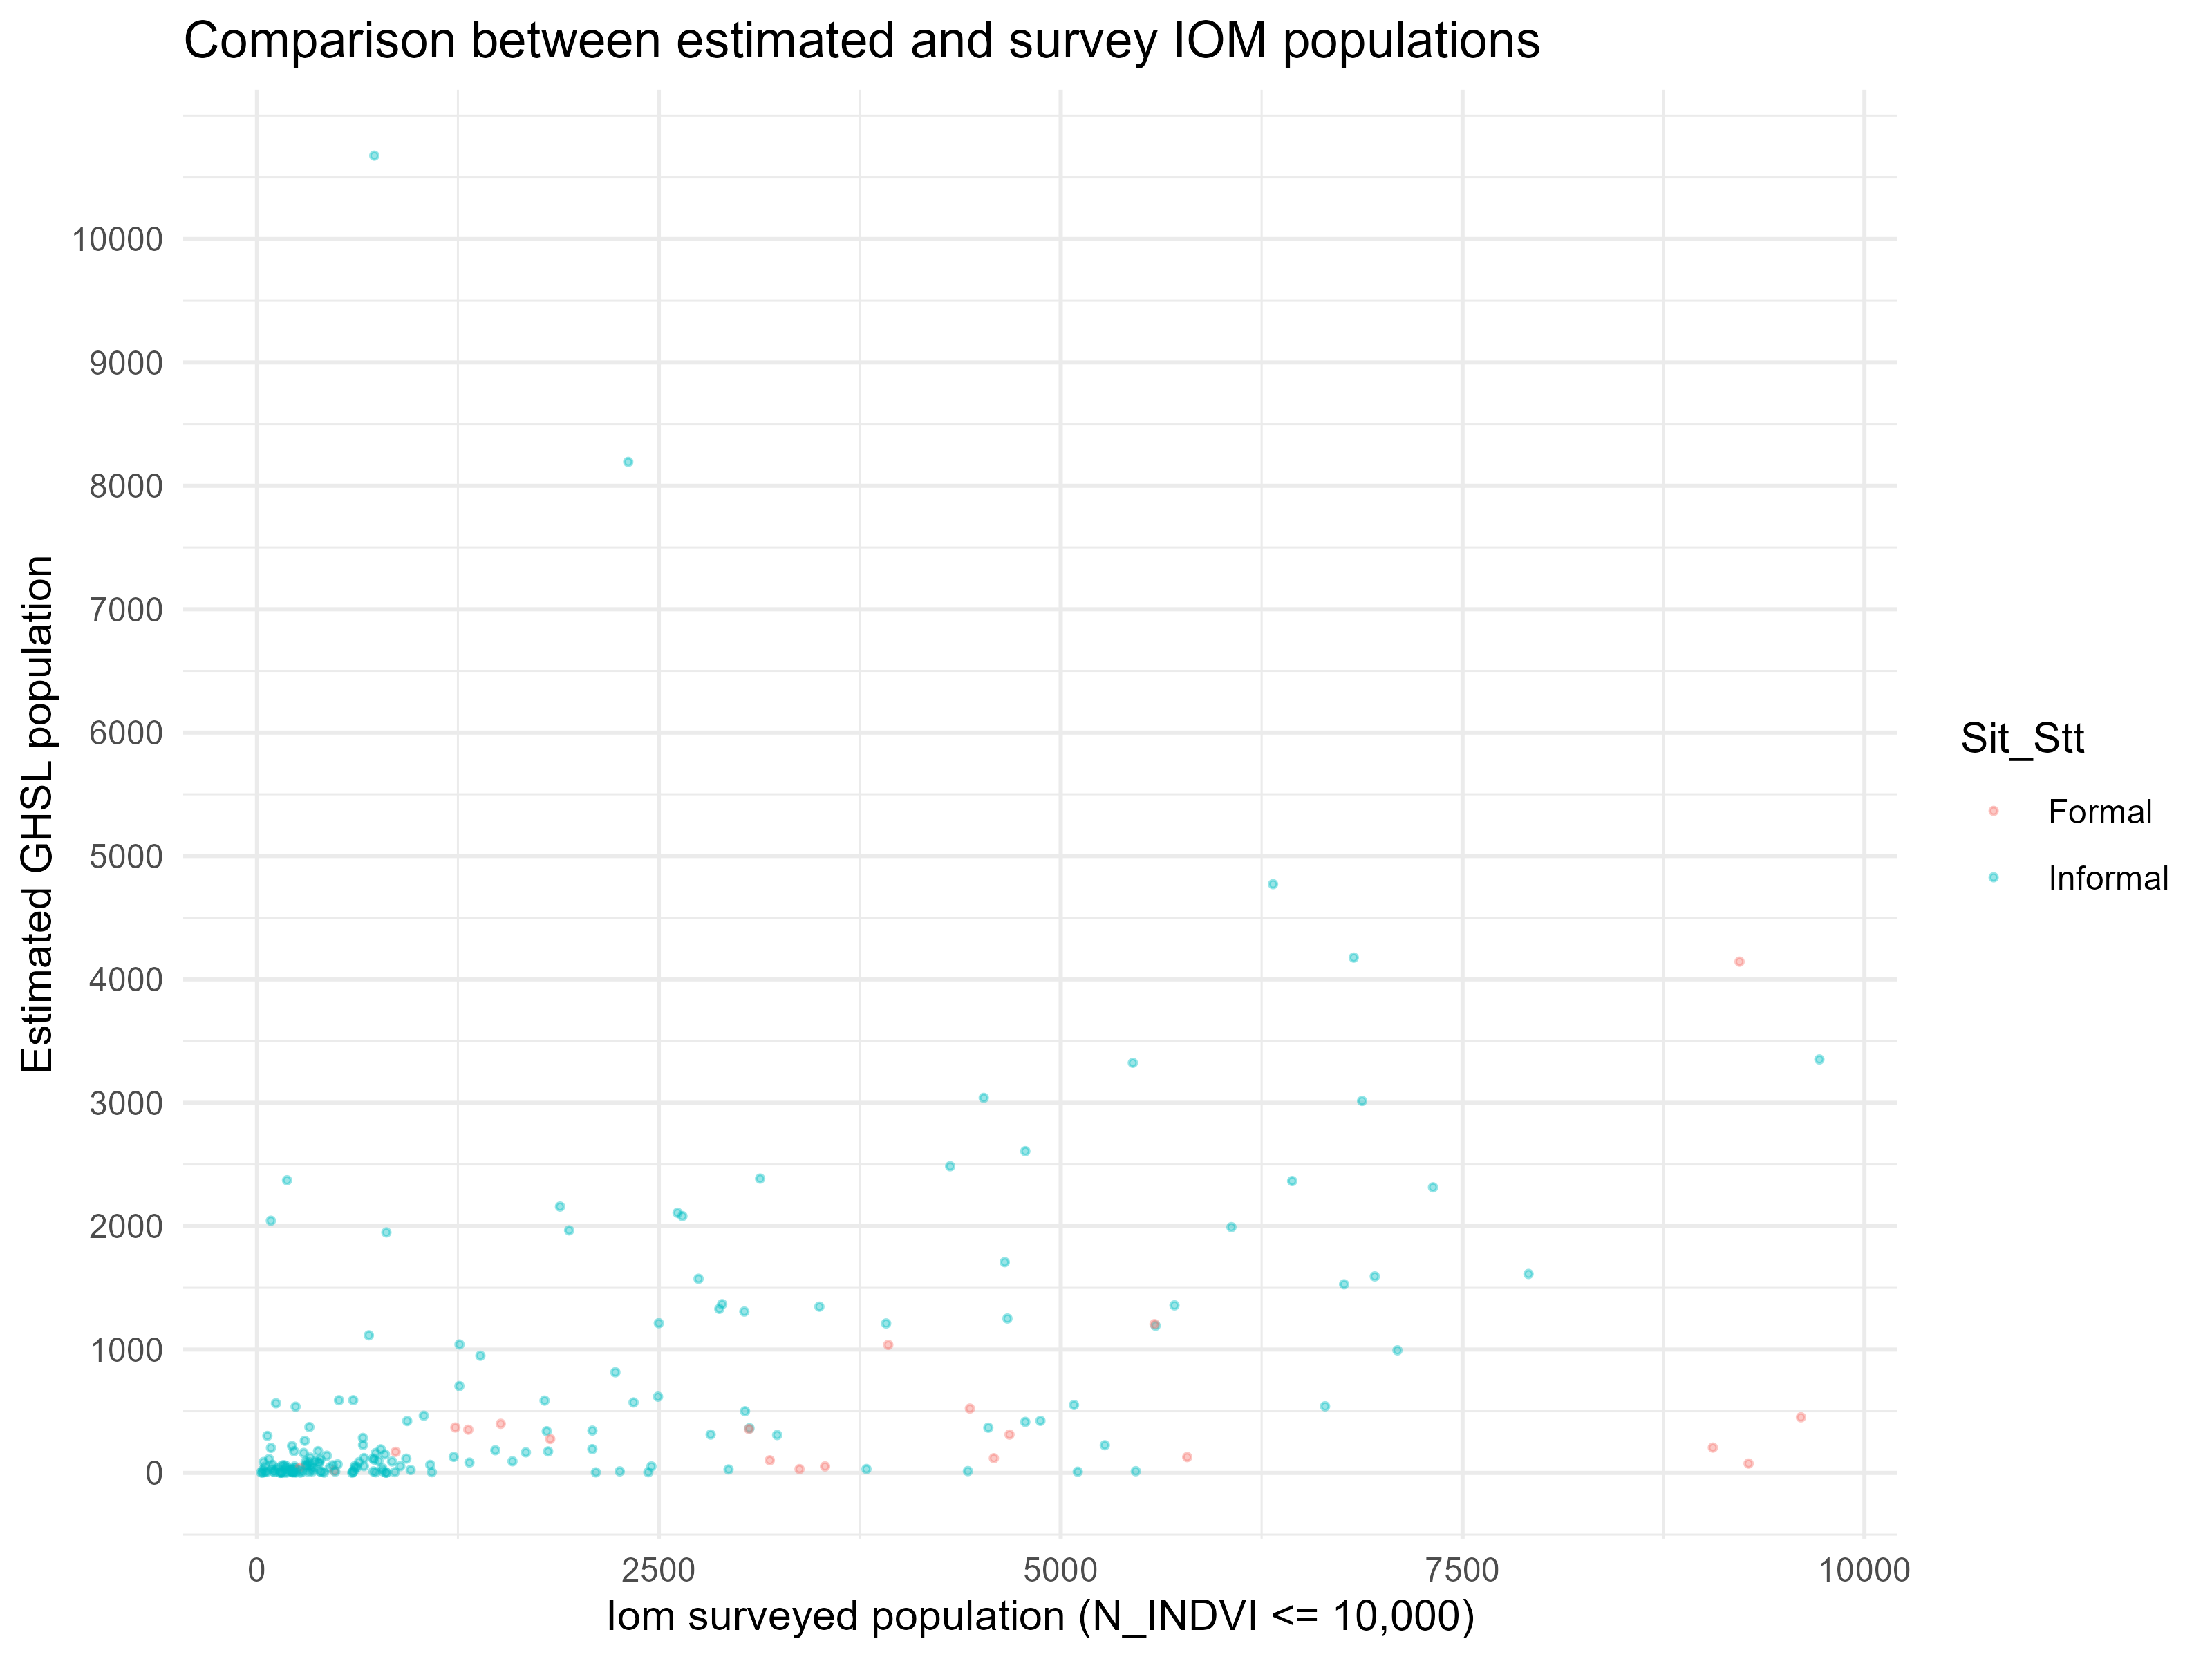 Comparison between estimated and survey IOM populations
Estimated GHSL population
10000
9000
8000
7000
6000
5000
4000
3000
2000
1000
0
0 2500 5000 7500 10000
Iom surveyed population (N_INDVI <= 10,000)
Sit_Stt
Formal
Informal